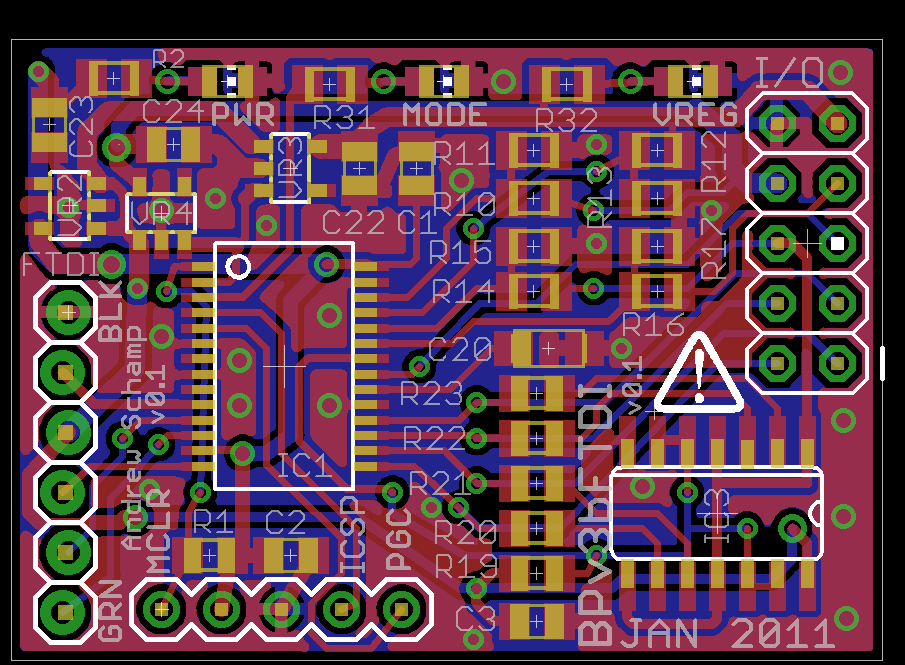 R2
I/O
C23
C24
PWR
R31
MODE
R32
VREG
VR2
VR4
VR3
C22
C1
R11
R10
R15
R14
R13
R12
R17
R16
FTDI
BLK
C20
R23
R22
R21
R20
R19
C3
IC1
Andrew Schamp
v0.1
v0.1
MCLR
R1
C2
ICSP
PGC
GRN
BPv3bFTDI
IC3
JAN 2011